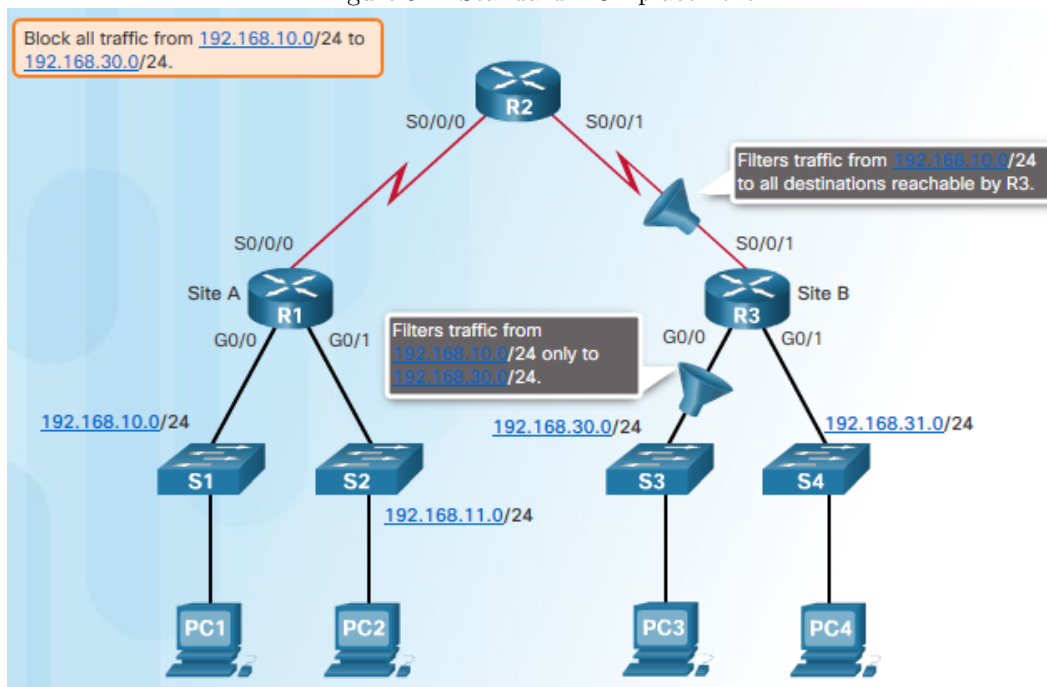 Block all traffic from 192.168.10.0/24 to
192.168.30.0/24.
R2
S0/0/0
S0/0/1
Filters traffic from 192.168.10.0/24
to all destinations reachable by R3.
S0/0/0
S0/0/1
Site A
R1
R3
Site B
G0/0
G0/1
Filters traffic from
192.168.10.0/24 only to
192.168.30.0/24.
G0/0
G0/1
192.168.10.0/24
192.168.30.0/24
192.168.31.0/24
S1
S2
S3
S4
192.168.11.0/24
PC1
PC2
PC3
PC4